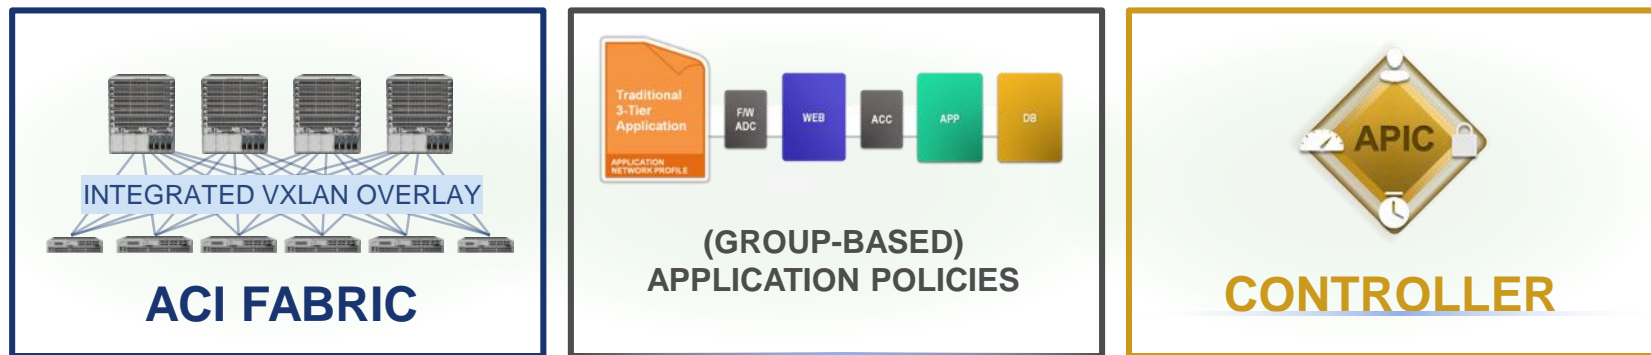 INTEGRATED VXLAN OVERLAY
ACI FABRIC
Traditional
3-Tier
Application
APPLICATION
NETWORK PROFILE
F/W
ADC
WEB
ACC
APP
DB
(GROUP-BASED)
APPLICATION POLICIES
APIC
CONTROLLER